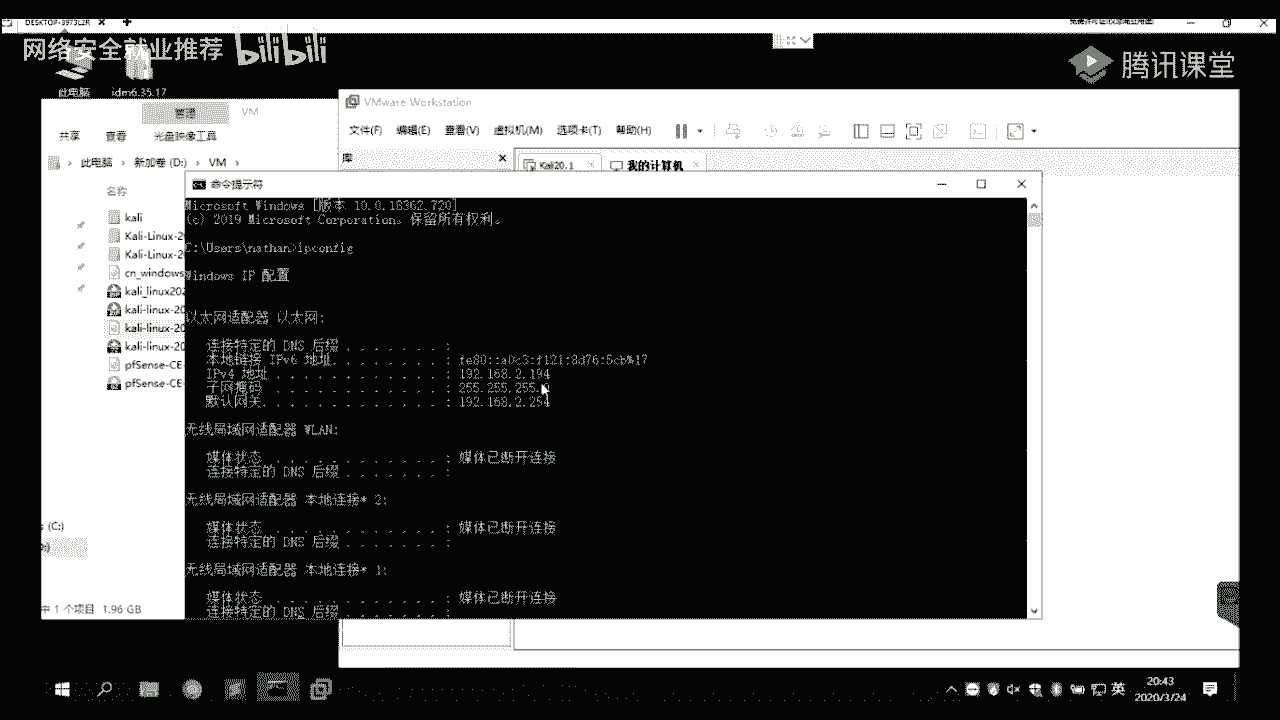 DESKTOP-3973L2R
网络安全就业推荐 bilibili
腾讯课堂
此电脑 idm6.35.17
管理 VM
共享 查看 光盘映像工具
此电脑 › 新加卷 (D:) › VM ›
名称
kali
Kali-Linux-2
Kali-Linux-2
cn_windows
kali_linux202
kali-linux-20
kali-linux-20
kali-linux-20
pfSense-CE-
pfSense-CE-
(C:)
中 1 个项目 1.96 GB
VMware Workstation
文件(F) 编辑(E) 查看(V) 虚拟机(M) 选项卡(T) 帮助(H)
库
Kali20.1 我的计算机
命令提示符
Microsoft Windows [版本 10.0.18362.720]
(c) 2019 Microsoft Corporation。保留所有权利。
C:\Users\nathan>ipconfig
Windows IP 配置
以太网适配器 以太网:
连接特定的 DNS 后缀 . . . . . . . :
本地链接 IPv6 地址. . . . . . . . : fe80::a0c3:f121:8d76:5cb%17
IPv4 地址 . . . . . . . . . . . . : 192.168.2.194
子网掩码 . . . . . . . . . . . . : 255.255.255.
默认网关. . . . . . . . . . . . . : 192.168.2.254
无线局域网适配器 WLAN:
媒体状态 . . . . . . . . . . . . : 媒体已断开连接
连接特定的 DNS 后缀 . . . . . . . :
无线局域网适配器 本地连接* 2:
媒体状态 . . . . . . . . . . . . : 媒体已断开连接
连接特定的 DNS 后缀 . . . . . . . :
无线局域网适配器 本地连接* 1:
媒体状态 . . . . . . . . . . . . : 媒体已断开连接
连接特定的 DNS 后缀 . . . . . . . :
英
20:43
2020/3/24